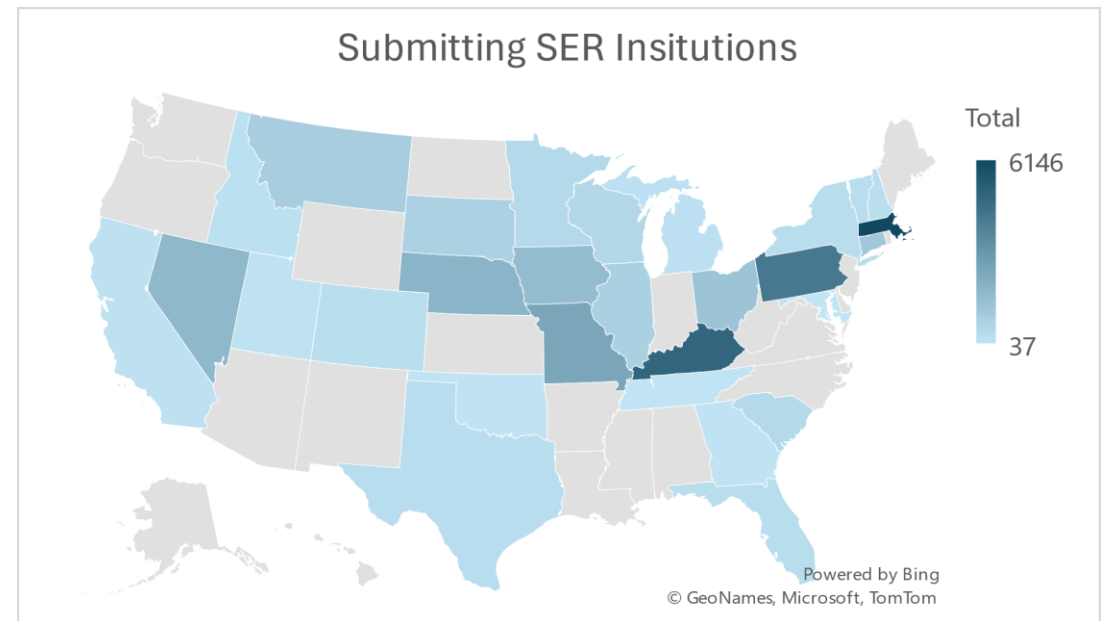 Submitting SER Insitutions
Total
6146
37
Powered by Bing
© GeoNames, Microsoft, TomTom